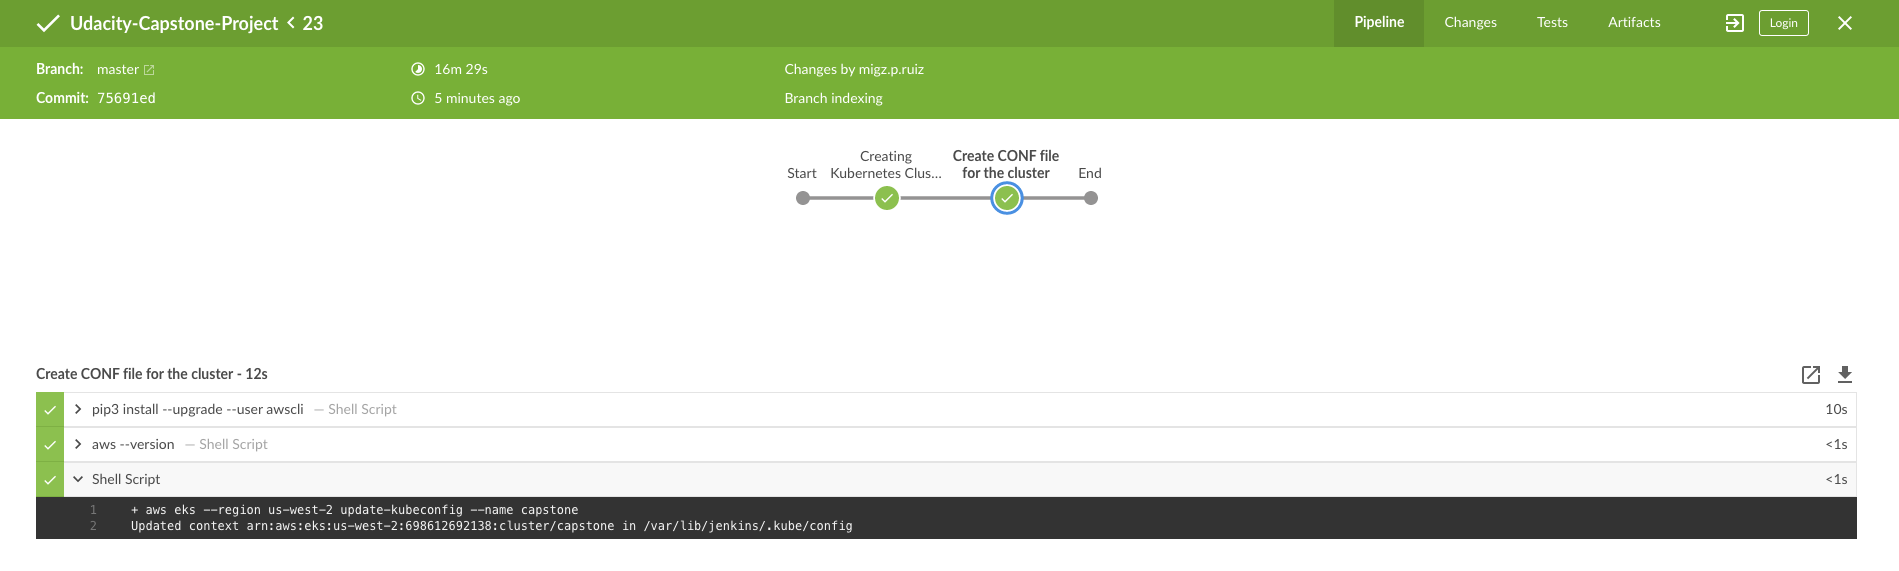 Udacity-Capstone-Project < 23
Pipeline
Changes
Tests
Artifacts
Login
Branch: master
16m 29s
Changes by migz.p.ruiz
Commit: 75691ed
5 minutes ago
Branch indexing
Start
Creating
Kubernetes Clus...
Create CONF file
for the cluster
End
Create CONF file for the cluster - 12s
pip3 install --upgrade --user awscli — Shell Script
10s
aws --version — Shell Script
<1s
Shell Script
<1s
1 + aws eks --region us-west-2 update-kubeconfig --name capstone
2 Updated context arn:aws:eks:us-west-2:698612692138:cluster/capstone in /var/lib/jenkins/.kube/config